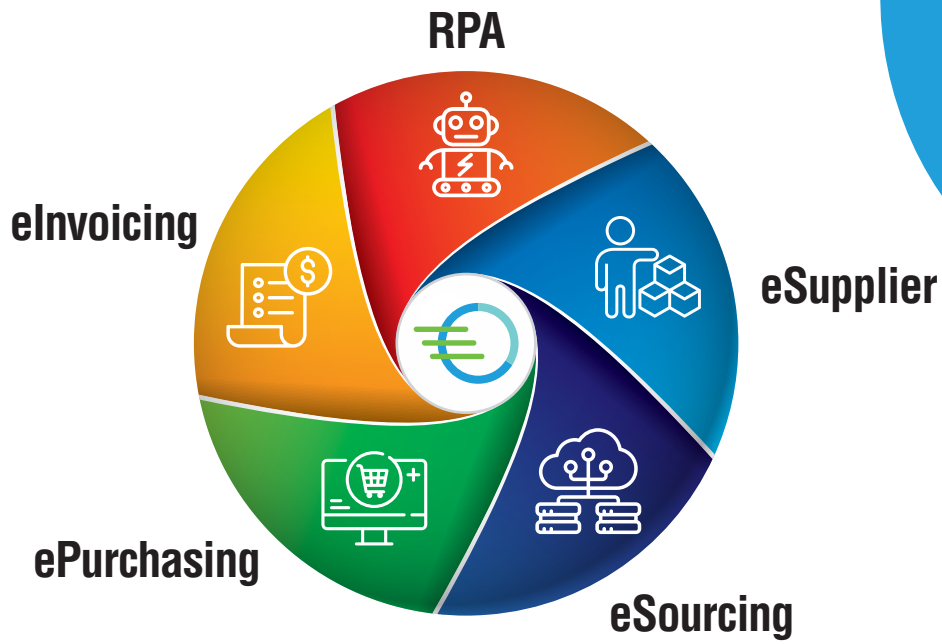 RPA
eInvoicing
eSupplier
ePurchasing
eSourcing
$